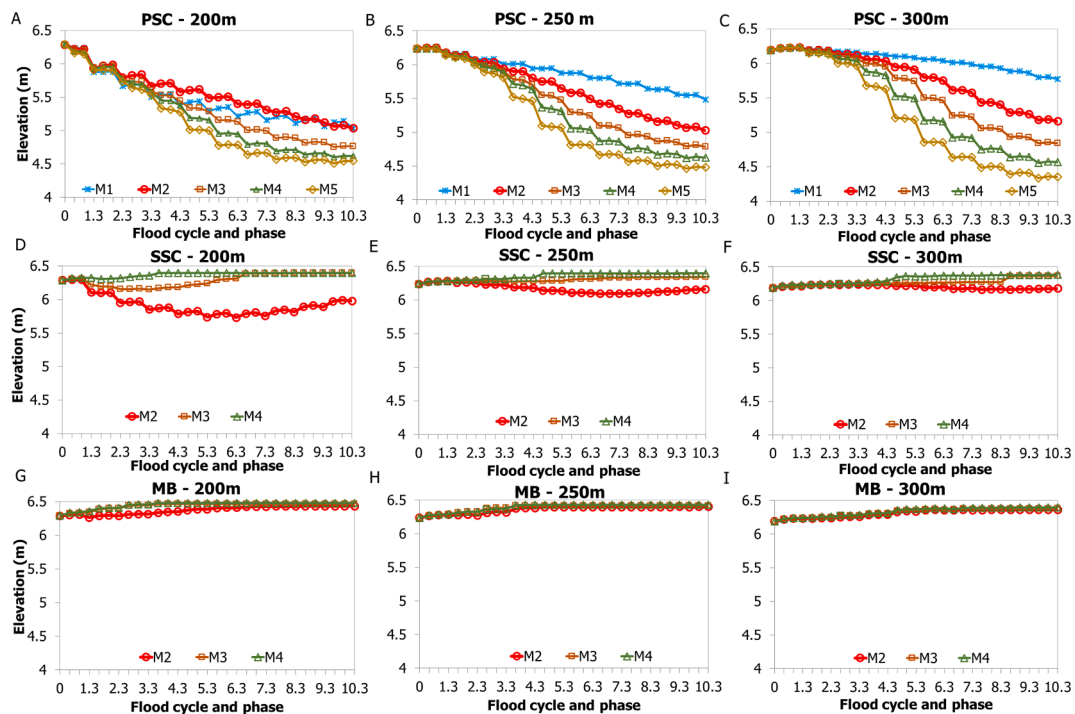 A
PSC - 200m
6.5
6
5.5
5
4.5
4
Elevation (m)
M1 M2 M3 M4 M5
0 1.3 2.3 3.3 4.3 5.3 6.3 7.3 8.3 9.3 10.3
Flood cycle and phase
B
PSC - 250 m
6.5
6
5.5
5
4.5
4
M1 M2 M3 M4 M5
0 1.3 2.3 3.3 4.3 5.3 6.3 7.3 8.3 9.3 10.3
Flood cycle and phase
C
PSC - 300m
6.5
6
5.5
5
4.5
4
M1 M2 M3 M4 M5
0 1.3 2.3 3.3 4.3 5.3 6.3 7.3 8.3 9.3 10.3
Flood cycle and phase
D
SSC - 200m
6.5
6
5.5
5
4.5
4
Elevation (m)
M2 M3 M4
0 1.3 2.3 3.3 4.3 5.3 6.3 7.3 8.3 9.3 10.3
Flood cycle and phase
E
SSC - 250m
6.5
6
5.5
5
4.5
4
M2 M3 M4
0 1.3 2.3 3.3 4.3 5.3 6.3 7.3 8.3 9.3 10.3
Flood cycle and phase
F
SSC - 300m
6.5
6
5.5
5
4.5
4
M2 M3 M4
0 1.3 2.3 3.3 4.3 5.3 6.3 7.3 8.3 9.3 10.3
Flood cycle and phase
G
MB - 200m
6.5
6
5.5
5
4.5
4
Elevation (m)
M2 M3 M4
0 1.3 2.3 3.3 4.3 5.3 6.3 7.3 8.3 9.3 10.3
Flood cycle and phase
H
MB - 250m
6.5
6
5.5
5
4.5
4
M2 M3 M4
0 1.3 2.3 3.3 4.3 5.3 6.3 7.3 8.3 9.3 10.3
Flood cycle and phase
I
MB - 300m
6.5
6
5.5
5
4.5
4
M2 M3 M4
0 1.3 2.3 3.3 4.3 5.3 6.3 7.3 8.3 9.3 10.3
Flood cycle and phase